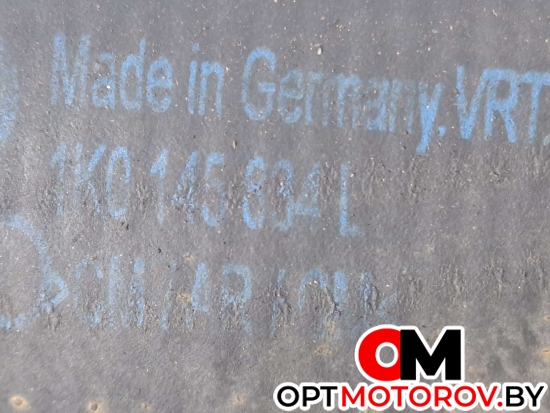 Made in Germany, VRT,
1K0 145 834 L
OM
OPTMOTOROV.BY